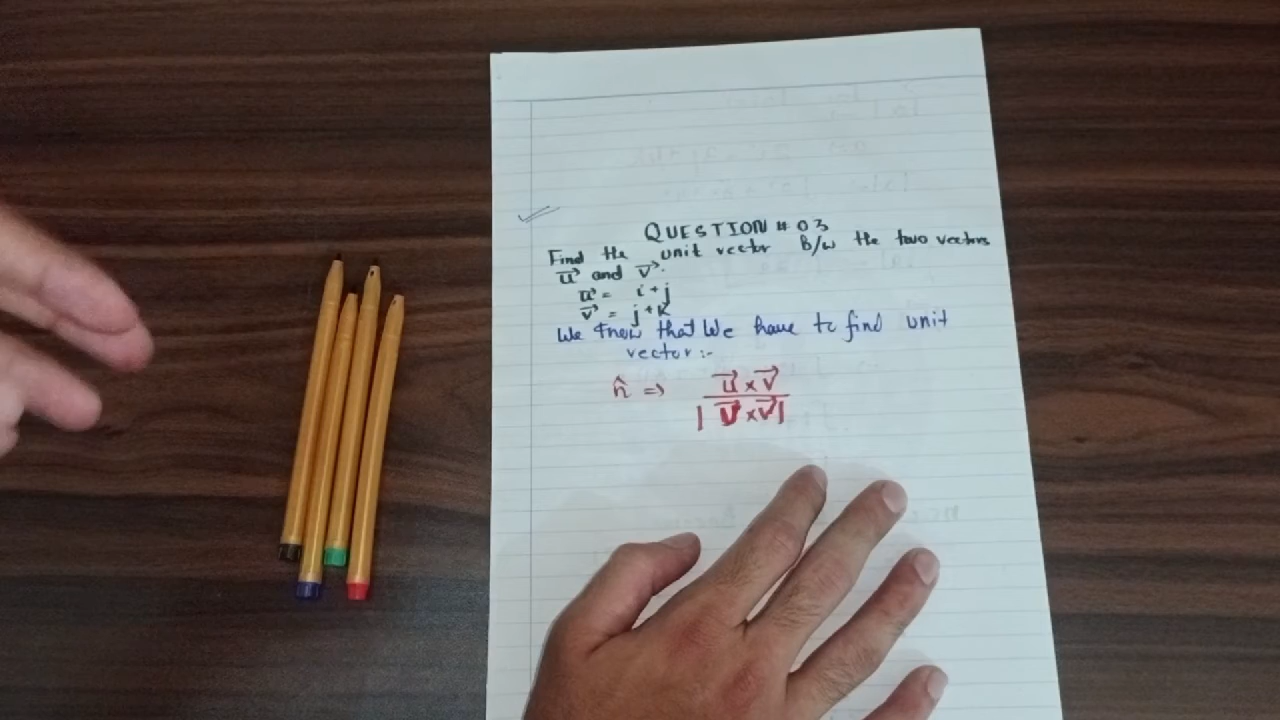 QUESTION # 03
Find the unit vector B/w the two vectors
u⃗ and v⃗.
u⃗ = i+j
v⃗ = j+k
We know that We have to find unit
vector :-
n̂ => u⃗ x v⃗
| v⃗ x v⃗ |